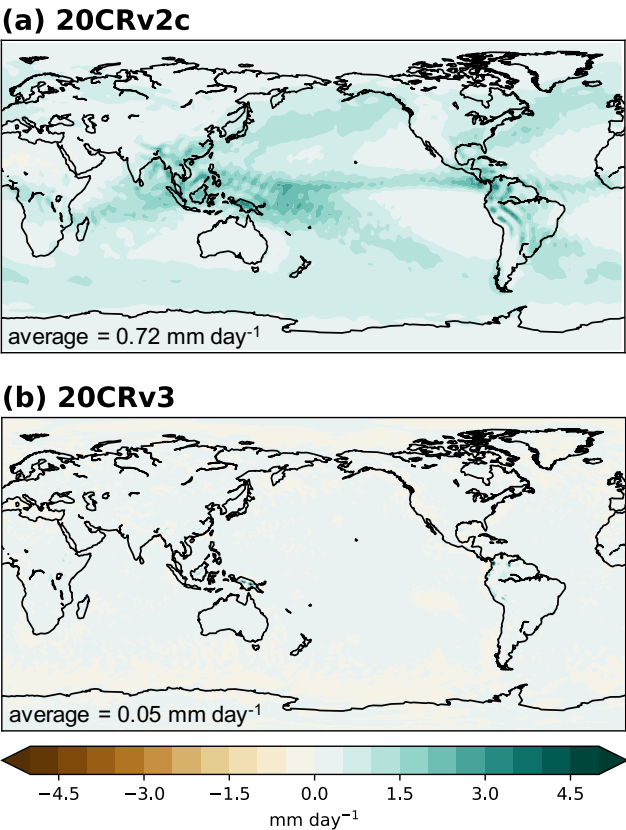 (a) 20CRv2c
average = 0.72 mm day⁻¹
(b) 20CRv3
average = 0.05 mm day⁻¹
−4.5 −3.0 −1.5 0.0 1.5 3.0 4.5
mm day⁻¹